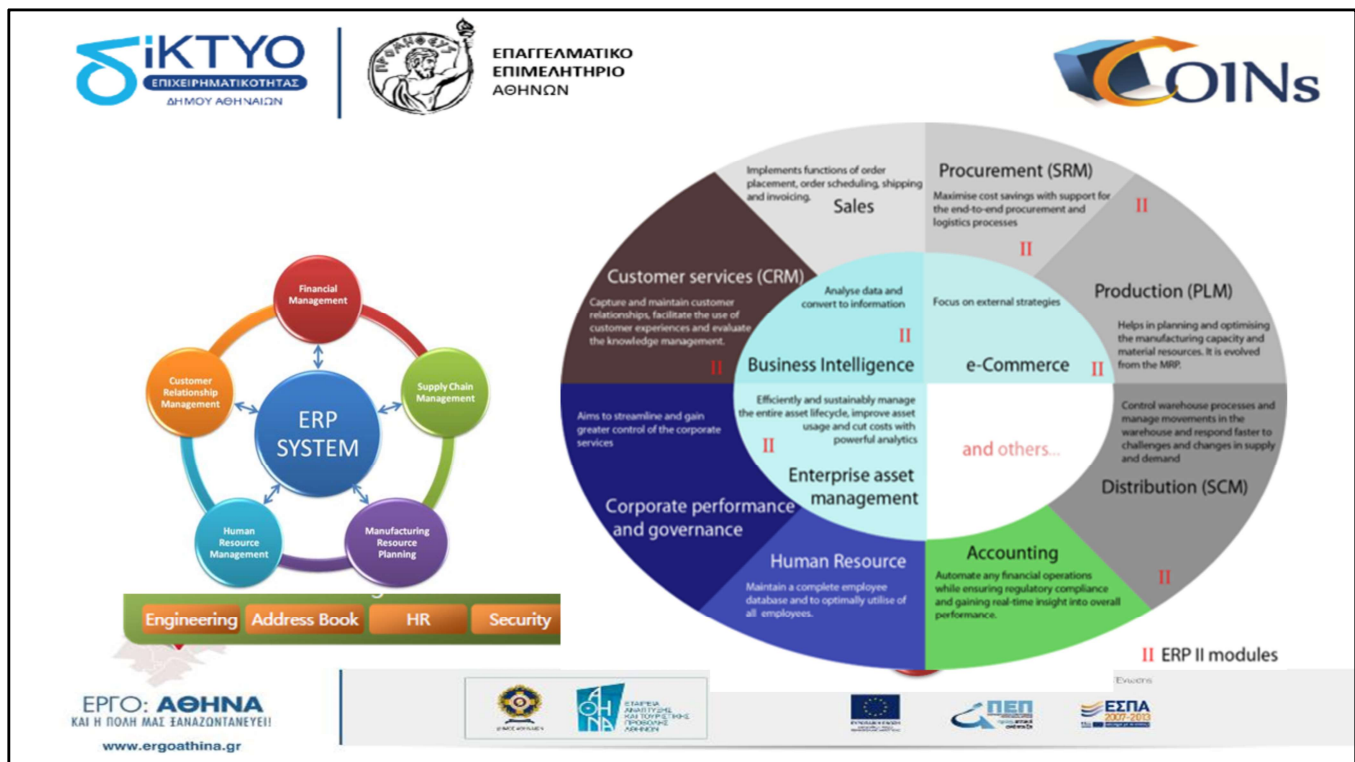 δικτυο
ΕΠΙΧΕΙΡΗΜΑΤΙΚΟΤΗΤΑΣ
ΔΗΜΟΥ ΑΘΗΝΑΙΩΝ
ΠΡΟΜΗΘΕΥΣ
ΕΠΑΓΓΕΛΜΑΤΙΚΟ
ΕΠΙΜΕΛΗΤΗΡΙΟ
ΑΘΗΝΩΝ
COINs
Financial
Management
Customer
Relationship
Management
Supply Chain
Management
ERP
SYSTEM
Human
Resource
Management
Manufacturing
Resource
Planning
Engineering
Address Book
HR
Security
Implements functions of order
placement, order scheduling, shipping
and invoicing.
Sales
Procurement (SRM)
Maximise cost savings with support for
the end-to-end procurement and
logistics processes
II
II
Customer services (CRM)
Capture and maintain customer
relationships, facilitate the use of
customer experiences and evaluate
the knowledge management.
II
Analyse data and
convert to information
II
Business Intelligence
Focus on external strategies
e-Commerce
II
Production (PLM)
Helps in planning and optimising
the manufacturing capacity and
material resources. It is evolved
from the MRP.
Aims to streamline and gain
greater control of the corporate
services
Corporate performance
and governance
Efficiently and sustainably manage
the entire asset lifecycle, improve asset
usage and cut costs with
powerful analytics
II
Enterprise asset
management
and others...
Control warehouse processes and
manage movements in the
warehouse and respond faster to
challenges and changes in supply
and demand
Distribution (SCM)
II
Human Resource
Maintain a complete employee
database and to optimally utilise of
all employees.
Accounting
Automate any financial operations
while ensuring regulatory compliance
and gaining real-time insight into overall
performance.
II ERP II modules
ΕΡΓΟ: ΑΘΗΝΑ
ΚΑΙ Η ΠΟΛΗ ΜΑΣ ΞΑΝΑΖΩΝΤΑΝΕΥΕΙ!
www.ergoathina.gr
ΔΗΜΟΣ ΑΘΗΝΑΙΩΝ
ΑΘΗΝΑ
ΕΤΑΙΡΕΙΑ
ΑΝΑΠΤΥΞΗΣ
ΚΑΙ ΤΟΥΡΙΣΤΙΚΗΣ
ΠΡΟΒΟΛΗΣ
ΑΘΗΝΩΝ
Ένωσης
ΠΕΠ
ΕΣΠΑ
2007-2013